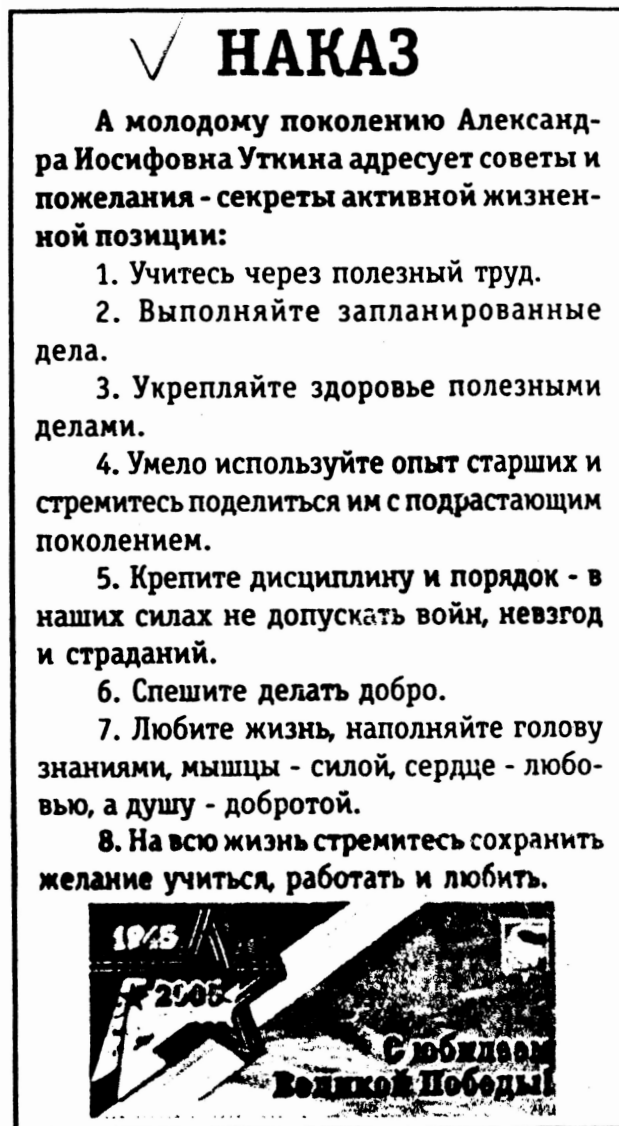 НАКАЗ
А молодому поколению Александ-
ра Иосифовна Уткина адресует советы и
пожелания - секреты активной жизнен-
ной позиции:
1. Учитесь через полезный труд.
2. Выполняйте запланированные
дела.
3. Укрепляйте здоровье полезными
делами.
4. Умело используйте опыт старших и
стремитесь поделиться им с подрастающим
поколением.
5. Крепите дисциплину и порядок - в
наших силах не допускать войн, невзгод
и страданий.
6. Спешите делать добро.
7. Любите жизнь, наполняйте голову
знаниями, мышцы - силой, сердце - любо-
вью, а душу - добротой.
8. На всю жизнь стремитесь сохранить
желание учиться, работать и любить.
1945
2005
С юбилеем
Великой Победы!